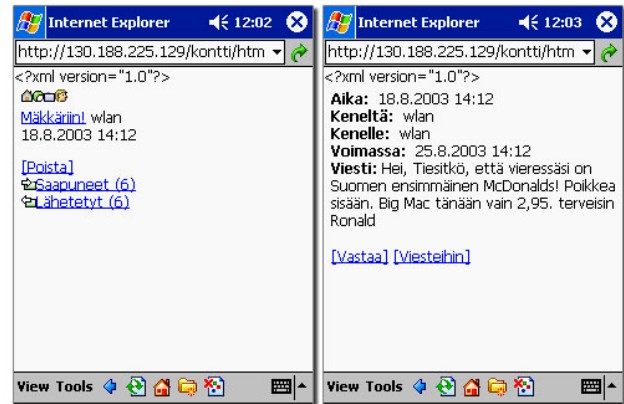 Internet Explorer 12:02
http://130.188.225.129/kontti/htm
<?xml version="1.0"?>
Mäkkäriin! wlan
18.8.2003 14:12
[Poista]
Saapuneet (6)
Lähetetyt (6)
View Tools
Internet Explorer 12:03
http://130.188.225.129/kontti/htm
<?xml version="1.0"?>
Aika: 18.8.2003 14:12
Keneltä: wlan
Kenelle: wlan
Voimassa: 25.8.2003 14:12
Viesti: Hei, Tiesitkö, että vieressäsi on
Suomen ensimmäinen McDonalds! Poikkea
sisään. Big Mac tänään vain 2,95. terveisin
Ronald
[Vastaa] [Viesteihin]
View Tools